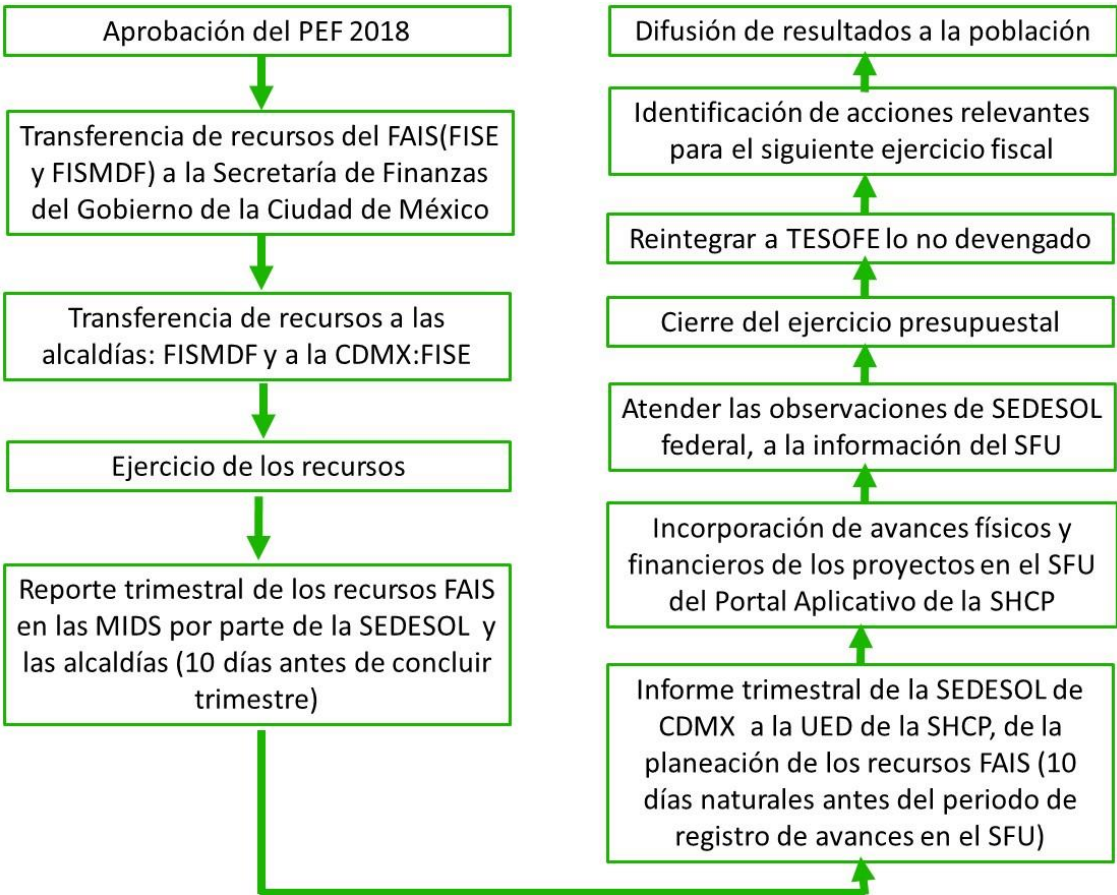 Aprobación del PEF 2018
Transferencia de recursos del FAIS(FISE
y FISMDF) a la Secretaría de Finanzas
del Gobierno de la Ciudad de México
Transferencia de recursos a las
alcaldías: FISMDF y a la CDMX:FISE
Ejercicio de los recursos
Reporte trimestral de los recursos FAIS
en las MIDS por parte de la SEDESOL y
las alcaldías (10 días antes de concluir
trimestre)
Informe trimestral de la SEDESOL de
CDMX a la UED de la SHCP, de la
planeación de los recursos FAIS (10
días naturales antes del periodo de
registro de avances en el SFU)
Incorporación de avances físicos y
financieros de los proyectos en el SFU
del Portal Aplicativo de la SHCP
Atender las observaciones de SEDESOL
federal, a la información del SFU
Cierre del ejercicio presupuestal
Reintegrar a TESOFE lo no devengado
Identificación de acciones relevantes
para el siguiente ejercicio fiscal
Difusión de resultados a la población